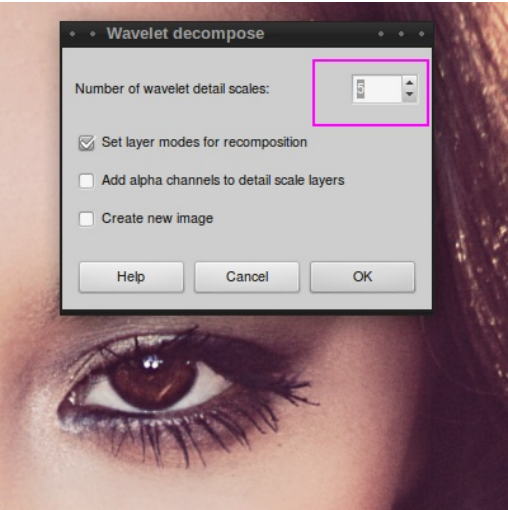 Wavelet decompose
Number of wavelet detail scales: 5
Set layer modes for recomposition
Add alpha channels to detail scale layers
Create new image
Help Cancel OK